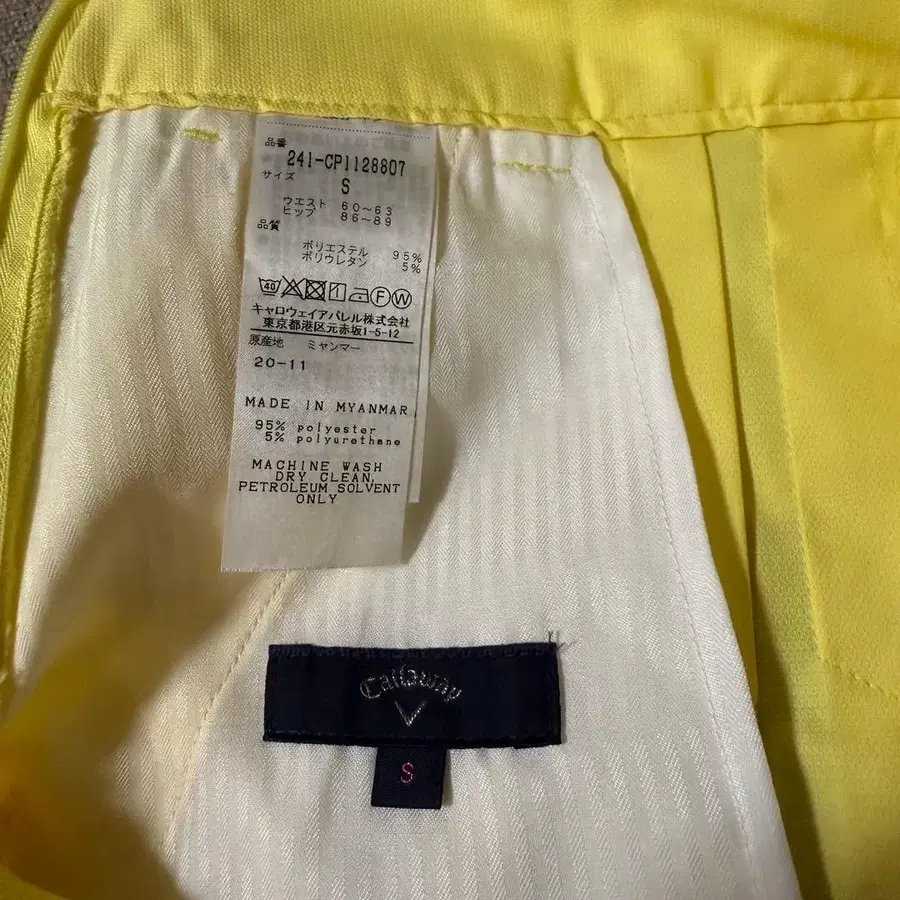 品番
241-CP1128807
サイズ
S
ウエスト 60~63
ヒップ 86~89
品質
ポリエステル 95%
ポリウレタン 5%
40 F W
キャロウェイアパレル株式会社
東京都港区元赤坂1-5-12
原産地 ミャンマー
20-11
MADE IN MYANMAR
95% polyester
5% polyurethane
MACHINE WASH
DRY CLEAN,
PETROLEUM SOLVENT
ONLY
Callaway
S